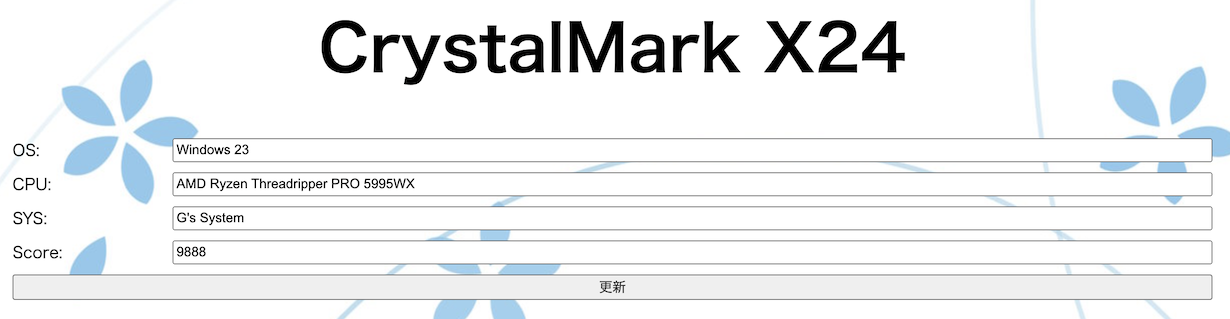 CrystalMark X24
OS: Windows 23
CPU: AMD Ryzen Threadripper PRO 5995WX
SYS: G's System
Score: 9888
更新